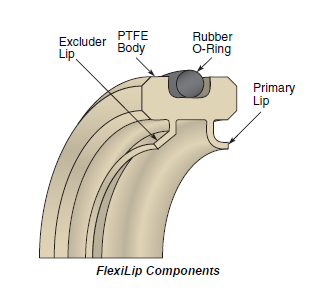 Excluder
Lip
PTFE
Body
Rubber
O-Ring
Primary
Lip
FlexiLip Components